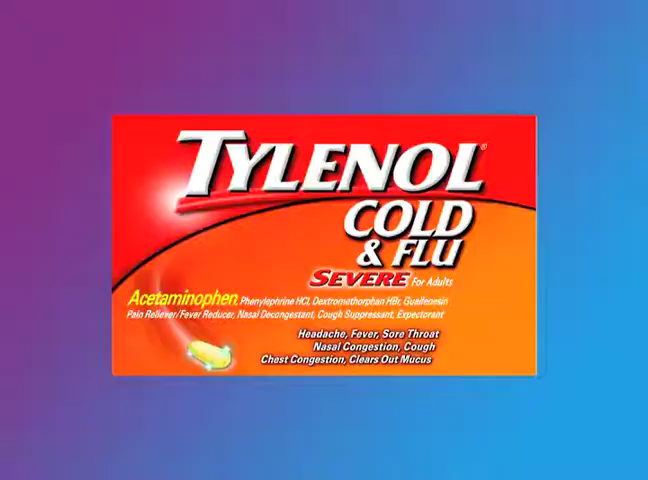 TYLENOL®
COLD
& FLU
SEVERE For Adults
Acetaminophen, Phenylephrine HCl, Dextromethorphan HBr, Guaifenesin
Pain Reliever/Fever Reducer, Nasal Decongestant, Cough Suppressant, Expectorant
Headache, Fever, Sore Throat
Nasal Congestion, Cough
Chest Congestion, Clears Out Mucus